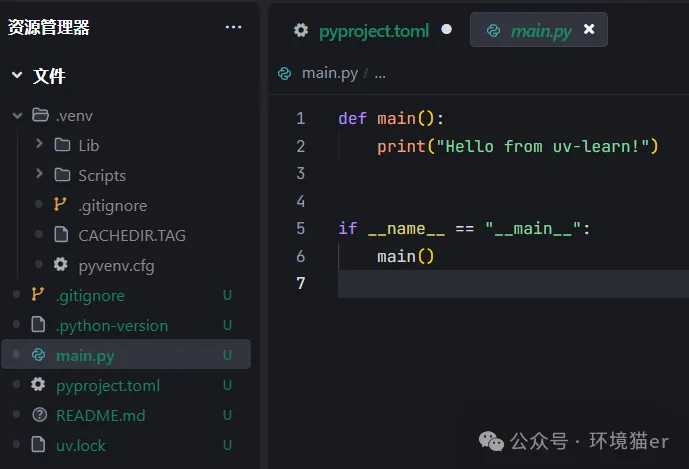 资源管理器 ...
文件
.venv
Lib
Scripts
.gitignore
CACHEDIR.TAG
pyvenv.cfg
.gitignore U
.python-version U
main.py U
pyproject.toml U
README.md U
uv.lock U
pyproject.toml main.py
main.py / ...
1 def main():
2 print("Hello from uv-learn!")
3
4
5 if __name__ == "__main__":
6 main()
7
公众号 · 环境猫er